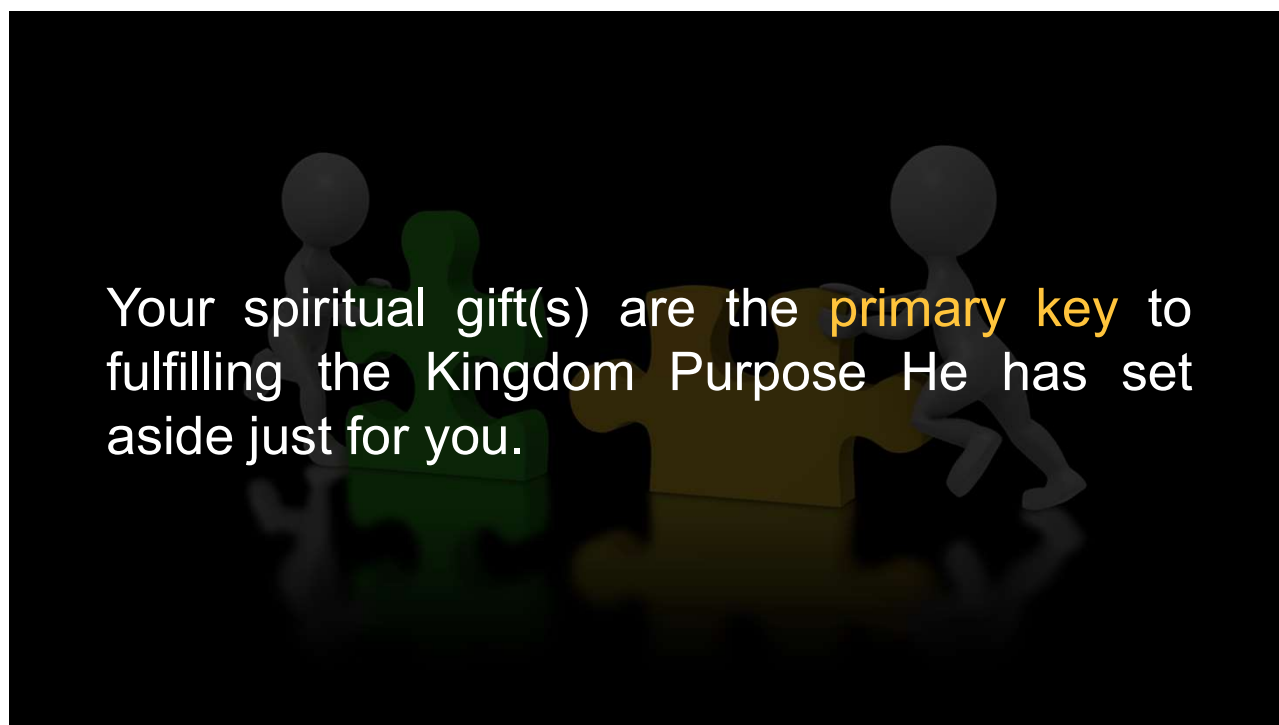 Your spiritual gift(s) are the primary key to
fulfilling the Kingdom Purpose He has set
aside just for you.